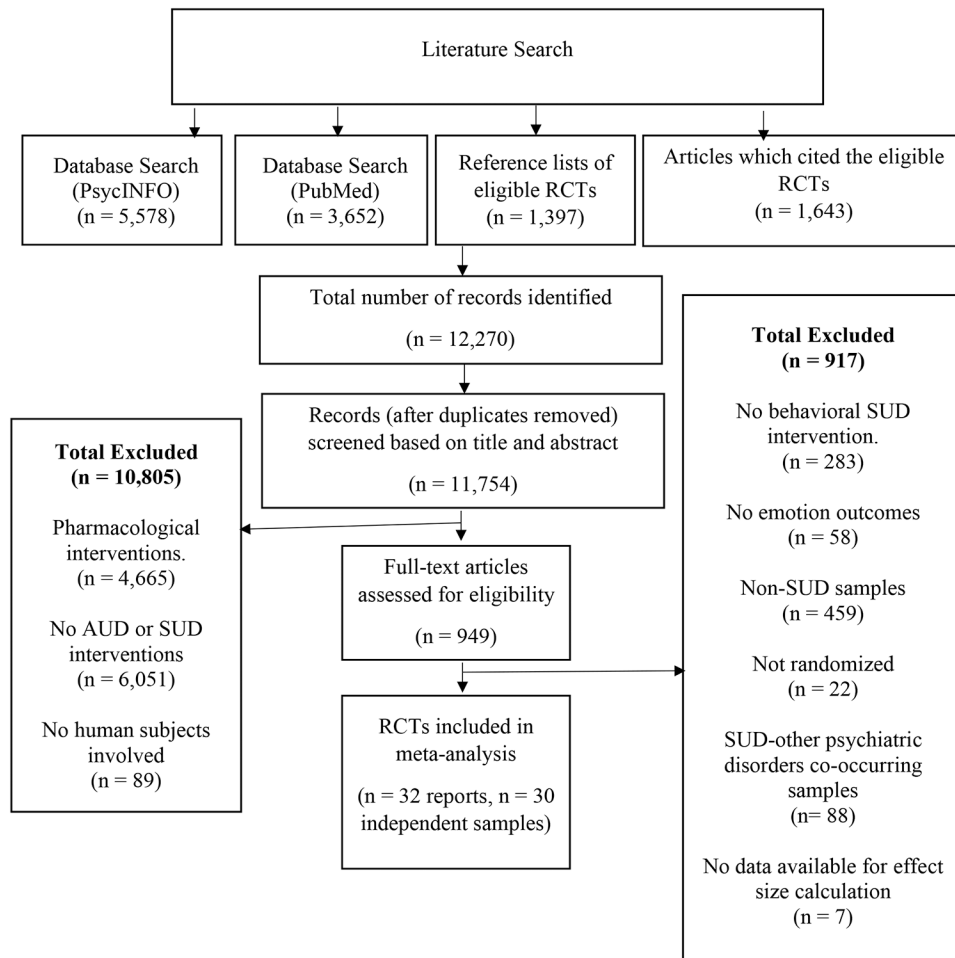 Literature Search
Database Search
(PsycINFO)
(n = 5,578)
Database Search
(PubMed)
(n = 3,652)
Reference lists of
eligible RCTs
(n = 1,397)
Articles which cited the eligible
RCTs
(n = 1,643)
Total number of records identified
(n = 12,270)
Records (after duplicates removed)
screened based on title and abstract
(n = 11,754)
Total Excluded
(n = 10,805)
Pharmacological
interventions.
(n = 4,665)
No AUD or SUD
interventions
(n = 6,051)
No human subjects
involved
(n = 89)
Full-text articles
assessed for eligibility
(n = 949)
Total Excluded
(n = 917)
No behavioral SUD
intervention.
(n = 283)
No emotion outcomes
(n = 58)
Non-SUD samples
(n = 459)
Not randomized
(n = 22)
SUD-other psychiatric
disorders co-occurring
samples
(n= 88)
No data available for effect
size calculation
(n = 7)
RCTs included in
meta-analysis
(n = 32 reports, n = 30
independent samples)